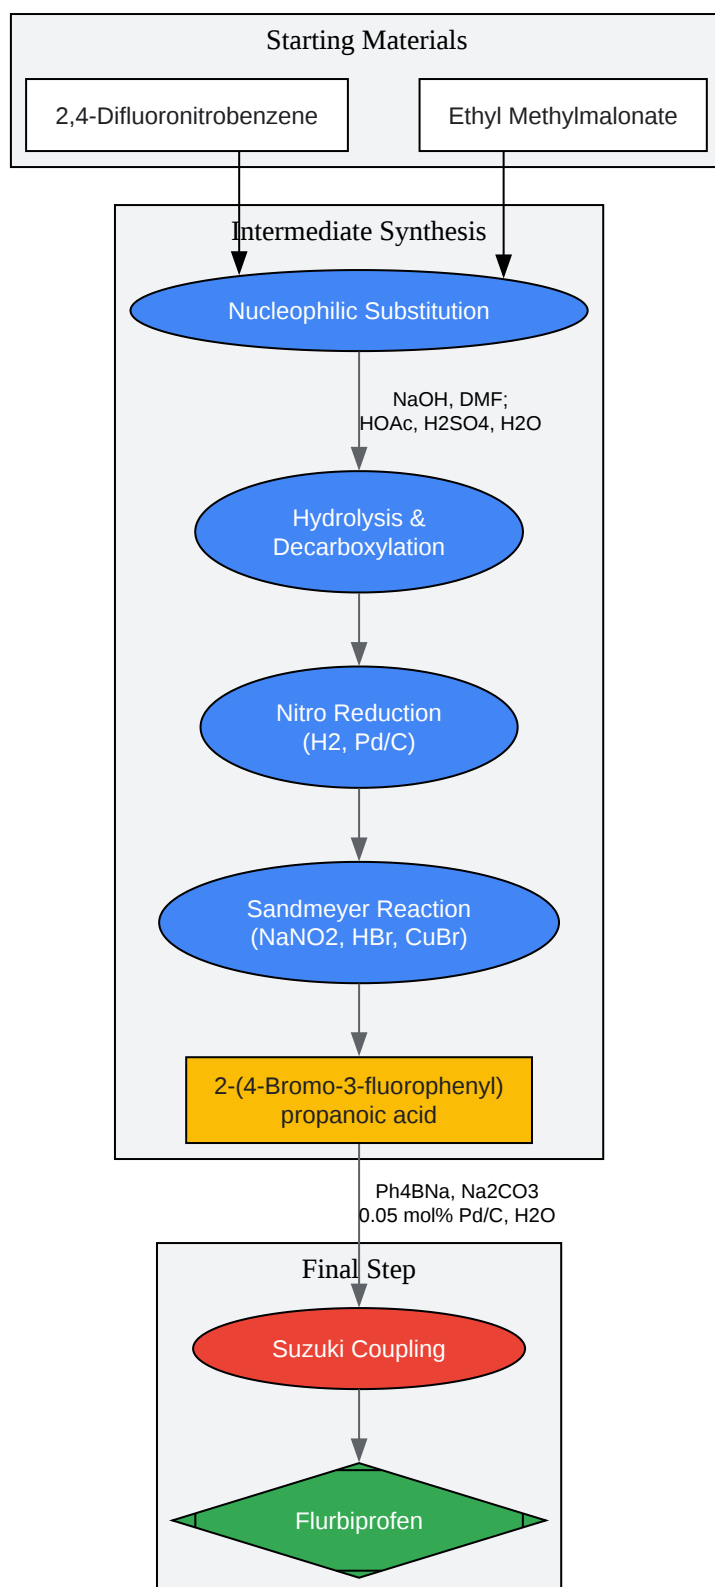 Starting Materials
2,4-Difluoronitrobenzene
Ethyl Methylmalonate
Intermediate Synthesis
Nucleophilic Substitution
NaOH, DMF;
HOAc, H2SO4, H2O
Hydrolysis &
Decarboxylation
Nitro Reduction
(H2, Pd/C)
Sandmeyer Reaction
(NaNO2, HBr, CuBr)
2-(4-Bromo-3-fluorophenyl)
propanoic acid
Ph4BNa, Na2CO3
0.05 mol% Pd/C, H2O
Final Step
Suzuki Coupling
Flurbiprofen